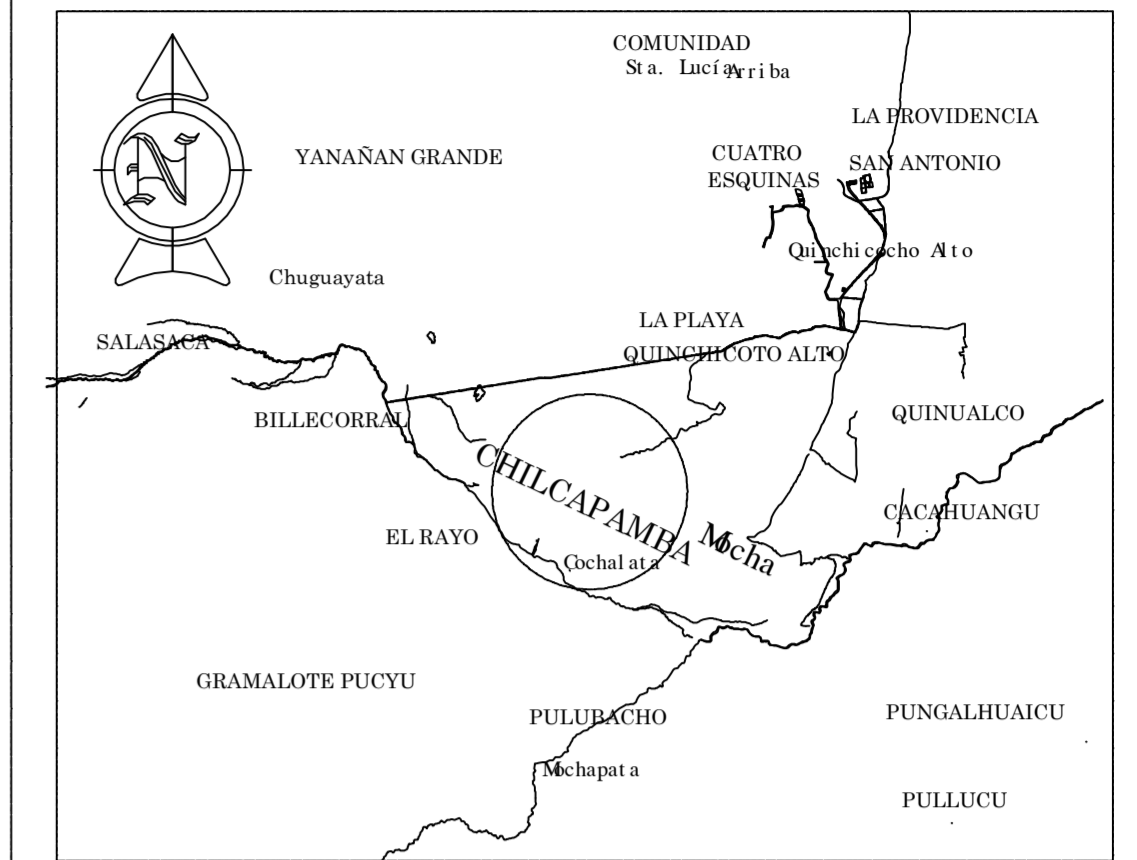 COMUNIDAD
Sta. Lucía Arriba
LA PROVIDENCIA
N
YANAÑAN GRANDE
CUATRO
ESQUINAS
SAN ANTONIO
Quinchicocho Alto
Chuguayata
LA PLAYA
SALASACA
QUINCHICOTO ALTO
BILLECORRAL
QUINUALCO
CHILCAPAMBA
CACAHUANGU
EL RAYO
Mocha
Cochalata
GRAMALOTE PUCYU
PULUBACHO
PUNGALHUAICU
Mochapata
PULLUCU